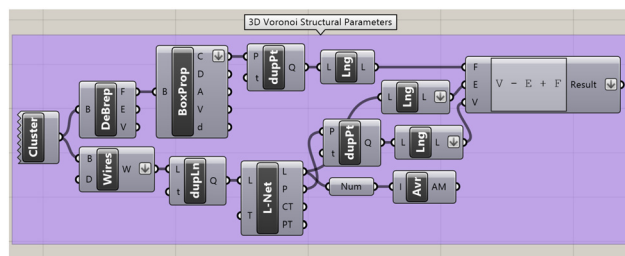 3D Voronoi Structural Parameters
Cluster
B DeBrep F E V
B BoxProp C D A V d
P t dupPt Q
L Lng L
F E V V - E + F Result
L Lng L
B D Wires W
L t dupLn Q
L T L-Net L P CT PT
P t dupPt Q
L Lng L
Num
I Avr AM